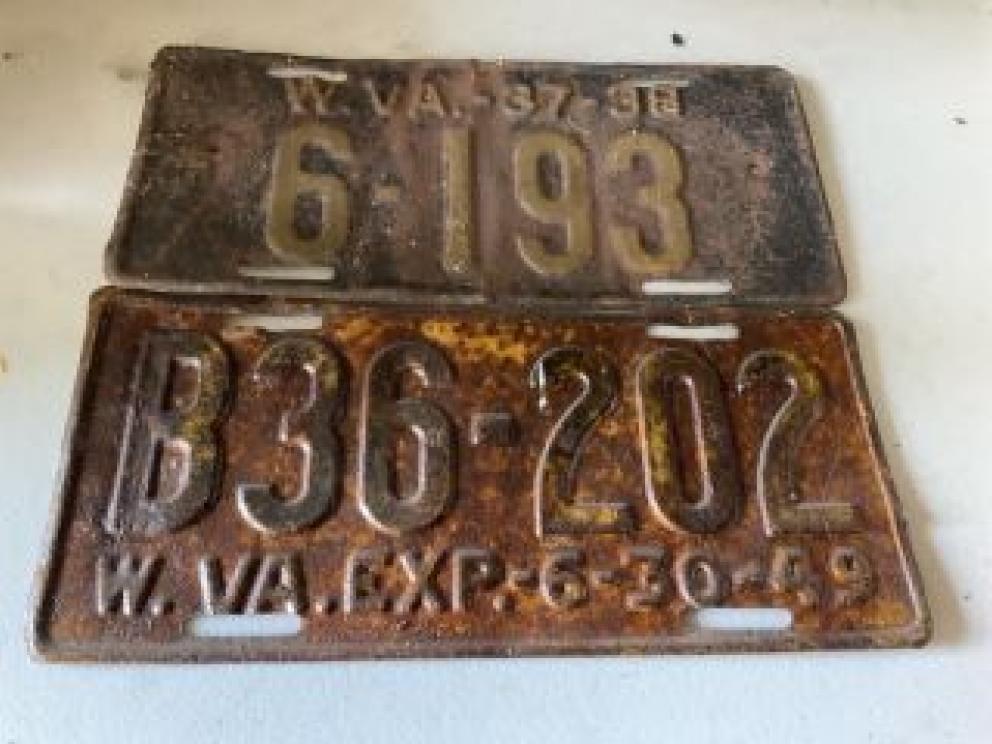 W. VA.-37-38
6-193
B36-202
W. VA. EXP.-6-30-49